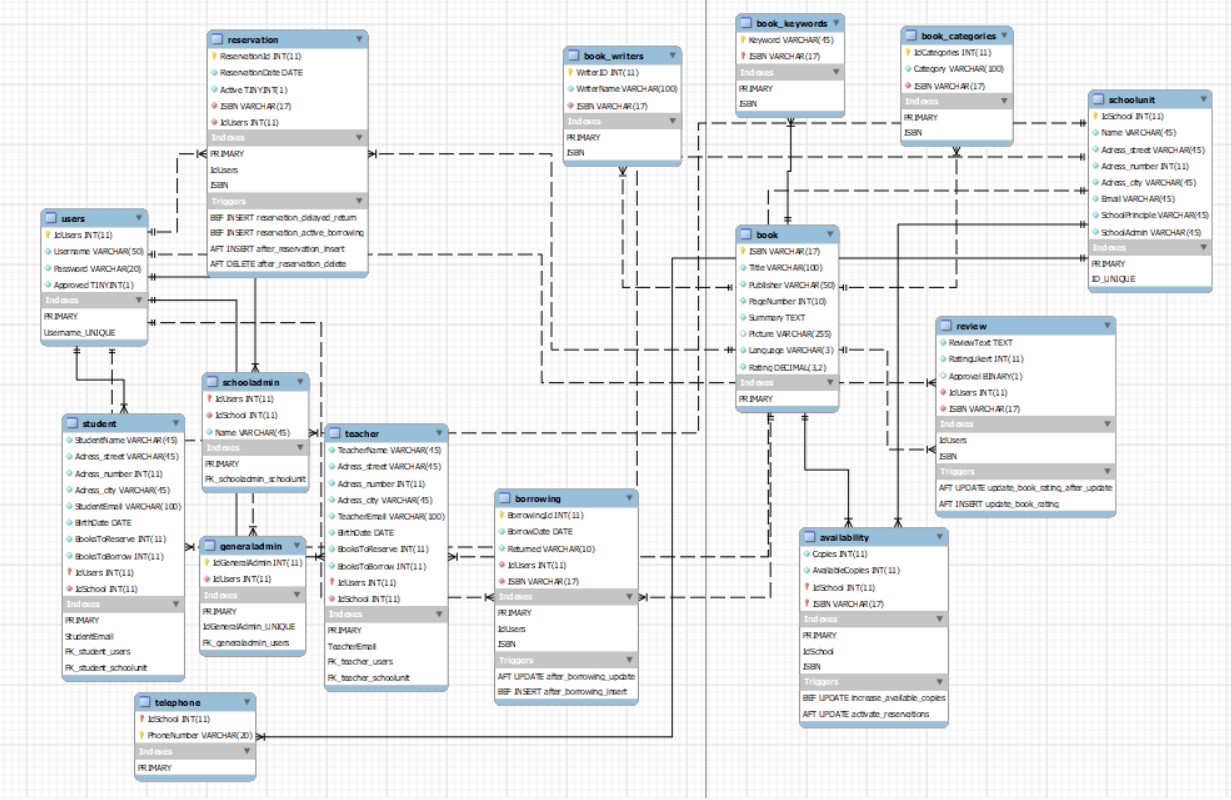 reservation
ReservationId INT(11)
ReservationDate DATE
Active TINYINT(1)
ISBN VARCHAR(17)
IdUsers INT(11)
Indexes
PRIMARY
IdUsers
ISBN
Triggers
BEF INSERT reservation_delayed_return
BEF INSERT reservation_active_borrowing
AFT INSERT after_reservation_insert
AFT DELETE after_reservation_delete
book_writers
WriterID INT(11)
WriterName VARCHAR(100)
ISBN VARCHAR(17)
Indexes
PRIMARY
ISBN
book_keywords
Keyword VARCHAR(45)
ISBN VARCHAR(17)
Indexes
PRIMARY
ISBN
book_categories
IdCategories INT(11)
Category VARCHAR(100)
ISBN VARCHAR(17)
Indexes
PRIMARY
ISBN
schoolunit
IdSchool INT(11)
Name VARCHAR(45)
Adress_street VARCHAR(45)
Adress_number INT(11)
Adress_city VARCHAR(45)
Email VARCHAR(45)
SchoolPrinciple VARCHAR(45)
SchoolAdmin VARCHAR(45)
Indexes
PRIMARY
ID_UNIQUE
users
IdUsers INT(11)
Username VARCHAR(50)
Password VARCHAR(20)
Approved TINYINT(1)
Indexes
PRIMARY
Username_UNIQUE
book
ISBN VARCHAR(17)
Title VARCHAR(100)
Publisher VARCHAR(50)
PageNumber INT(10)
Summary TEXT
Picture VARCHAR(255)
Language VARCHAR(3)
Rating DECIMAL(3,2)
Indexes
PRIMARY
review
ReviewText TEXT
RatingLikert INT(11)
Approval BINARY(1)
IdUsers INT(11)
ISBN VARCHAR(17)
Indexes
IdUsers
ISBN
Triggers
AFT UPDATE update_book_rating_after_update
AFT INSERT update_book_rating
schooladmin
IdUsers INT(11)
IdSchool INT(11)
Name VARCHAR(45)
Indexes
PRIMARY
FK_schooladmin_schoolunit
student
StudentName VARCHAR(45)
Adress_street VARCHAR(45)
Adress_number INT(11)
Adress_city VARCHAR(45)
StudentEmail VARCHAR(100)
BirthDate DATE
BooksToReserve INT(11)
BooksToBorrow INT(11)
IdUsers INT(11)
IdSchool INT(11)
Indexes
PRIMARY
StudentEmail
FK_student_users
FK_student_schoolunit
teacher
TeacherName VARCHAR(45)
Adress_street VARCHAR(45)
Adress_number INT(11)
Adress_city VARCHAR(45)
TeacherEmail VARCHAR(100)
BirthDate DATE
BooksToReserve INT(11)
BooksToBorrow INT(11)
IdUsers INT(11)
IdSchool INT(11)
Indexes
PRIMARY
TeacherEmail
FK_teacher_users
FK_teacher_schoolunit
generaladmin
IdGeneralAdmin INT(11)
IdUsers INT(11)
Indexes
PRIMARY
IdGeneralAdmin_UNIQUE
FK_generaladmin_users
borrowing
BorrowingId INT(11)
BorrowDate DATE
Returned VARCHAR(10)
IdUsers INT(11)
ISBN VARCHAR(17)
Indexes
PRIMARY
IdUsers
ISBN
Triggers
AFT UPDATE after_borrowing_update
BEF INSERT after_borrowing_insert
availability
Copies INT(11)
AvailableCopies INT(11)
IdSchool INT(11)
ISBN VARCHAR(17)
Indexes
PRIMARY
IdSchool
ISBN
Triggers
BEF UPDATE increase_available_copies
AFT UPDATE activate_reservations
telephone
IdSchool INT(11)
PhoneNumber VARCHAR(20)
Indexes
PRIMARY